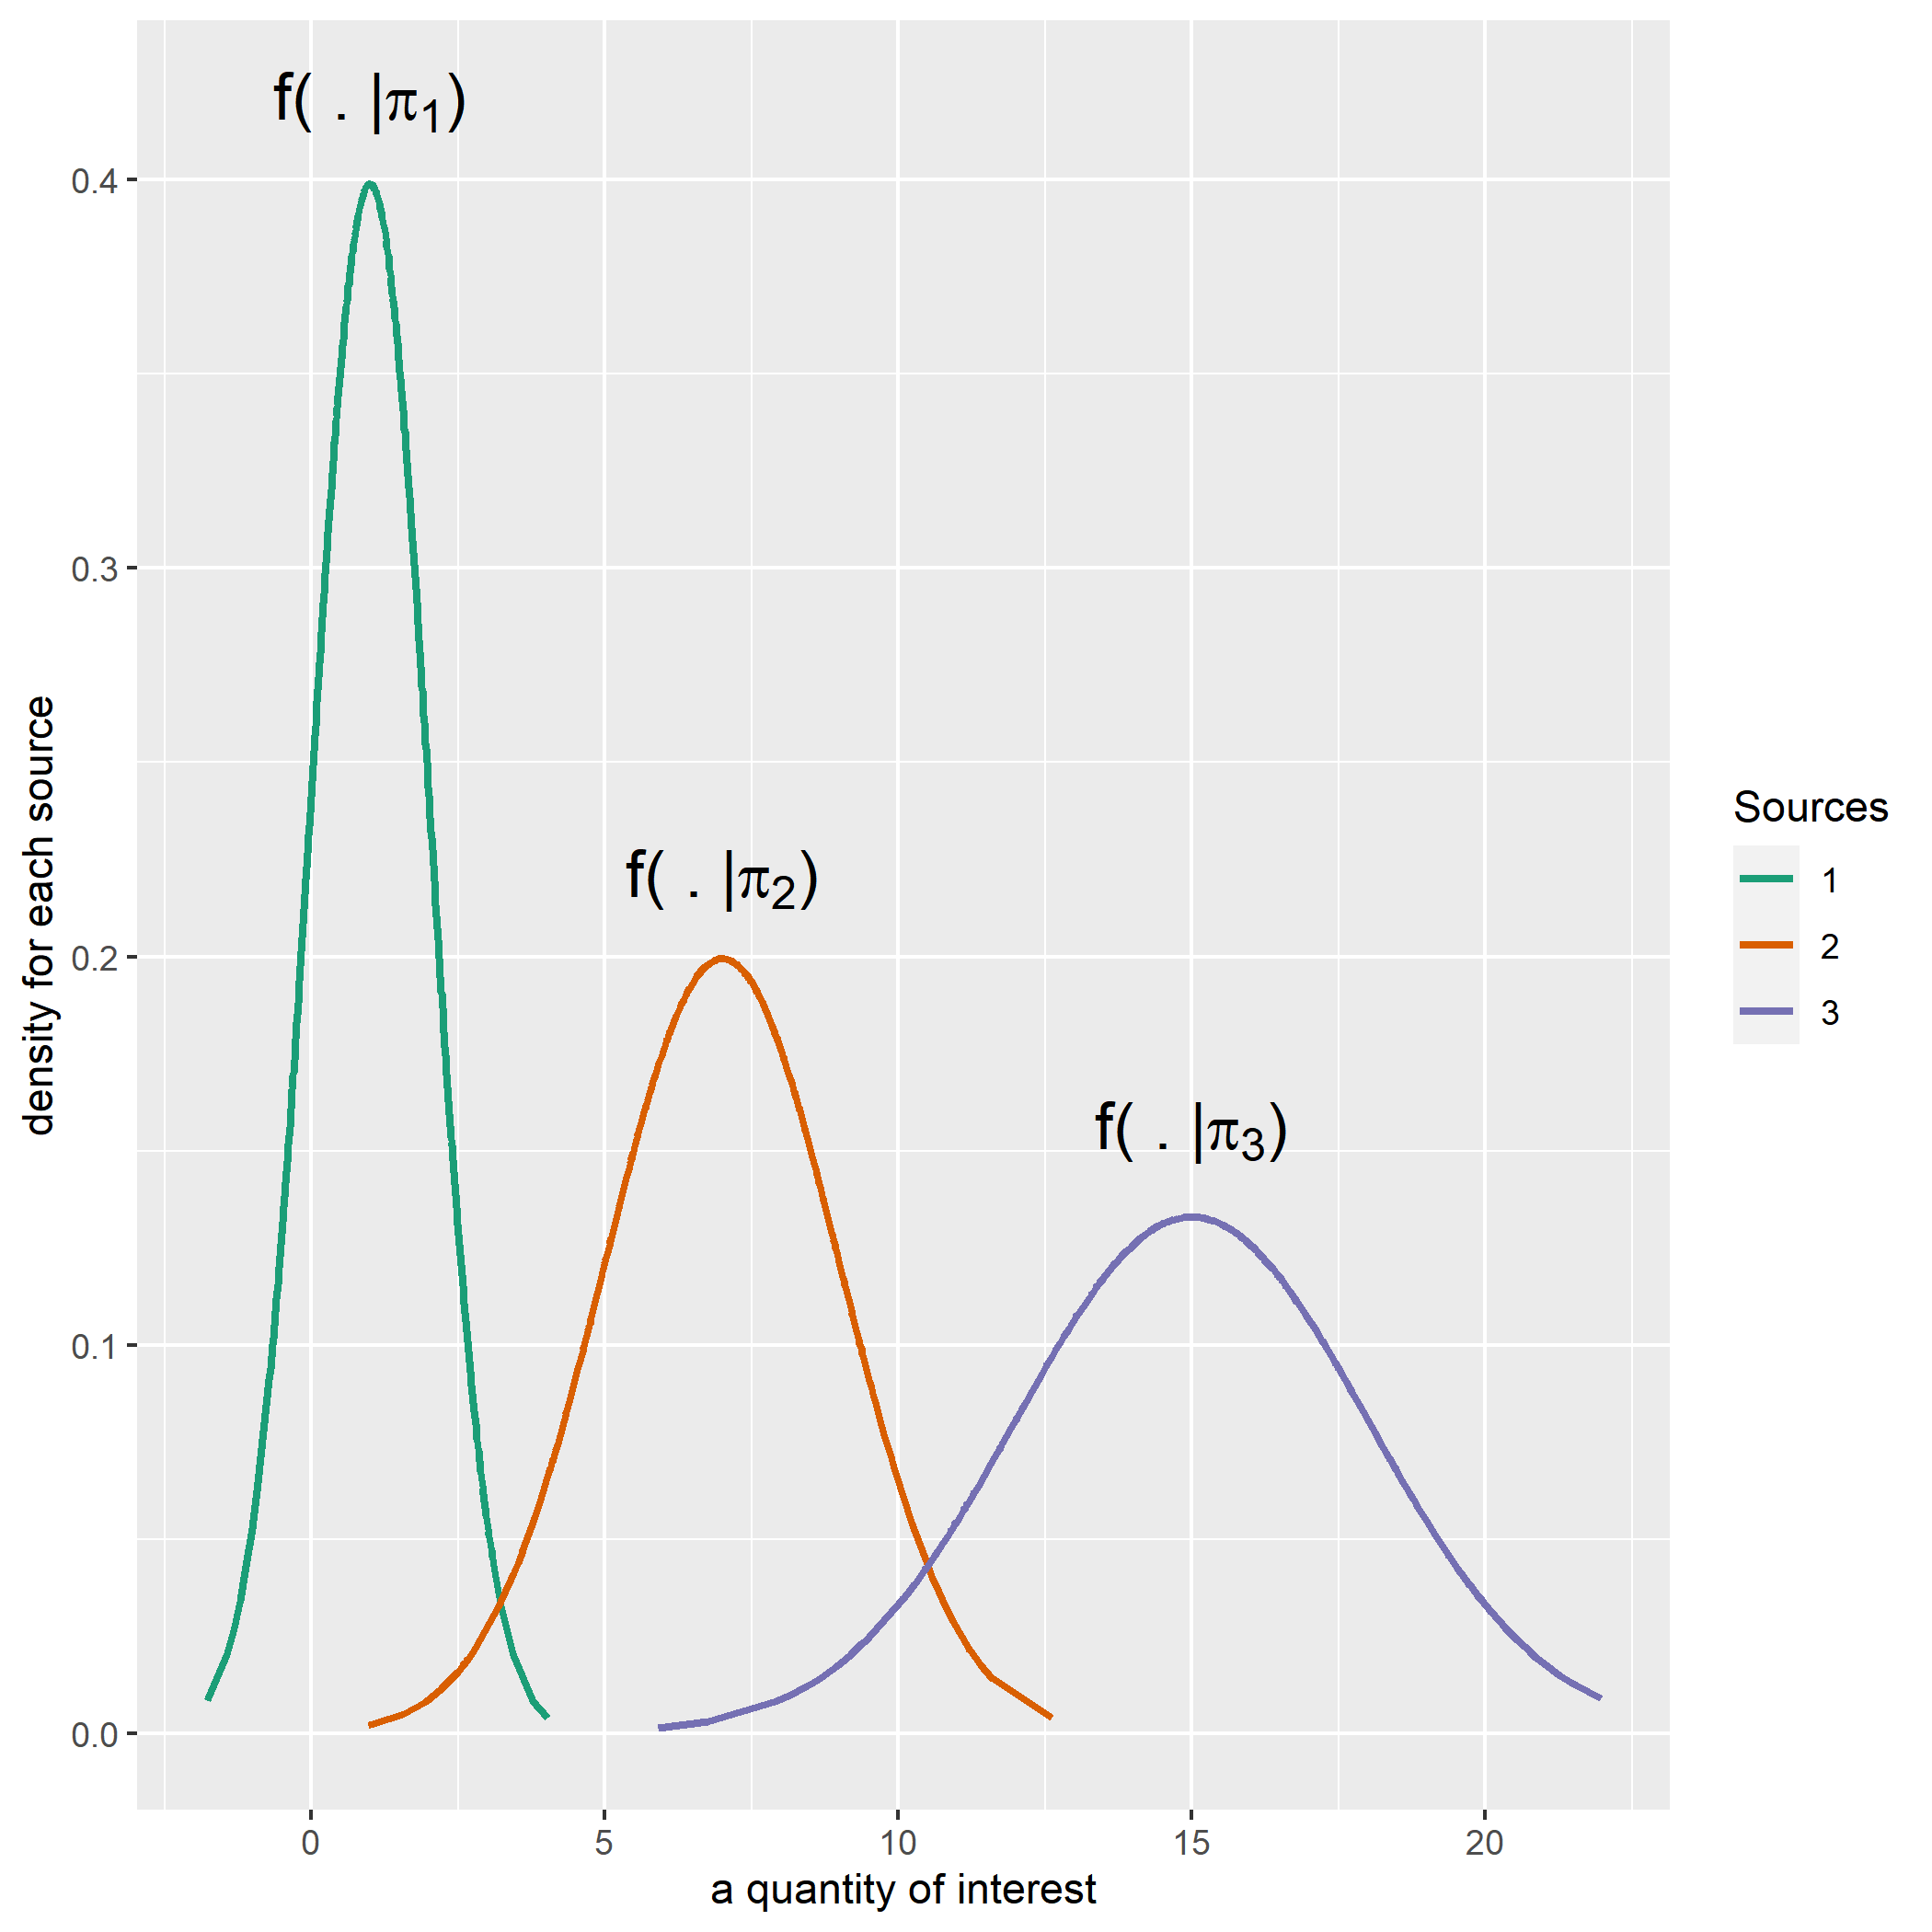 f( . |π₁)
0.4
0.3
f( . |π₂)
0.2
f( . |π₃)
0.1
0.0
density for each source
0 5 10 15 20
a quantity of interest
Sources
1
2
3